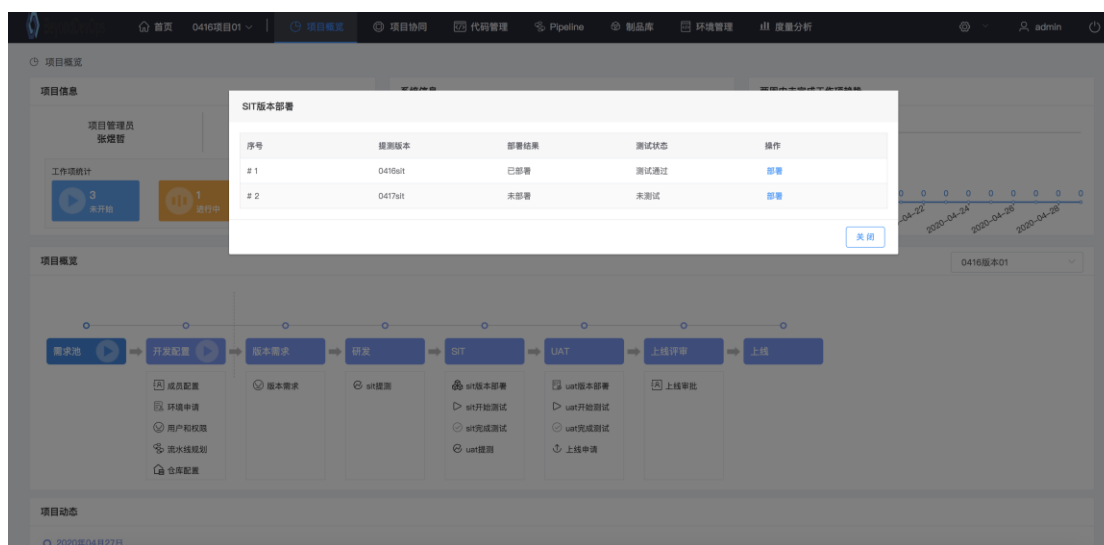 首页 0416项目01 项目概览 项目协同 代码管理 Pipeline 制品库 环境管理 度量分析 admin
项目概览
项目信息
SIT版本部署
项目管理员
张煜哲
序号 提测版本 部署结果 测试状态 操作
工作项统计
# 1 0416sit 已部署 测试通过 部署
3
未开始
1
进行中
# 2 0417sit 未部署 未测试 部署
0 0 0 0 0 0 0 0 0
-04-22 2020-04-24 2020-04-26 2020-04-28
关闭
项目概览 0416版本01
需求池 开发配置 版本需求 研发 SIT UAT 上线评审 上线
成员配置 版本需求 sit提测 sit版本部署 uat版本部署 上线审批
环境申请 sit开始测试 uat开始测试
用户和权限 sit完成测试 uat完成测试
流水线规划 uat提测 上线申请
仓库配置
项目动态
2020年04月27日